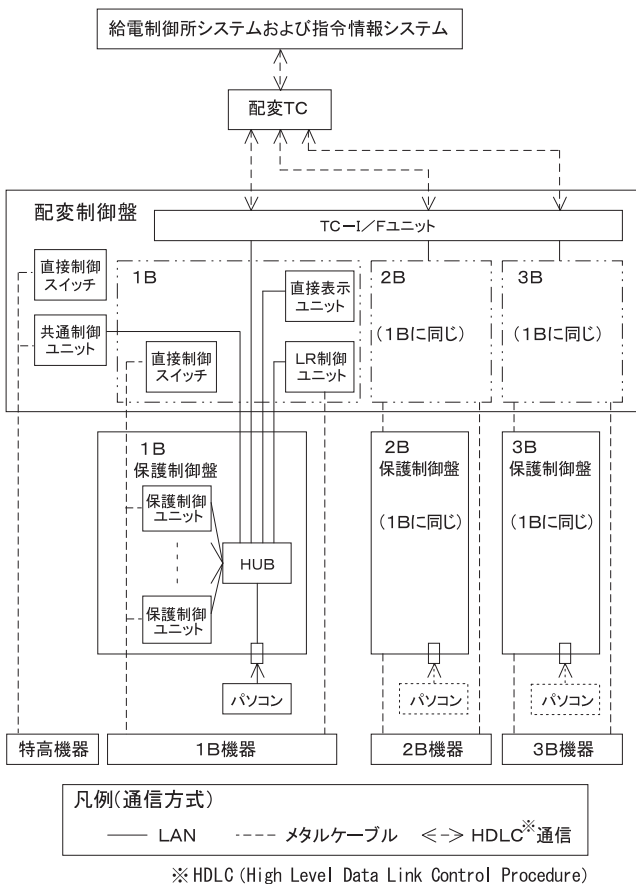 給電制御所システムおよび指令情報システム
配変TC
配変制御盤
TC－I／Fユニット
直接制御
スイッチ
共通制御
ユニット
1B
直接表示
ユニット
直接制御
スイッチ
LR制御
ユニット
2B
(1Bに同じ)
3B
(1Bに同じ)
1B
保護制御盤
保護制御
ユニット
保護制御
ユニット
HUB
パソコン
2B
保護制御盤
(1Bに同じ)
パソコン
3B
保護制御盤
(1Bに同じ)
パソコン
特高機器
1B機器
2B機器
3B機器
凡例(通信方式)
LAN
メタルケーブル
HDLC※通信
※HDLC(High Level Data Link Control Procedure)